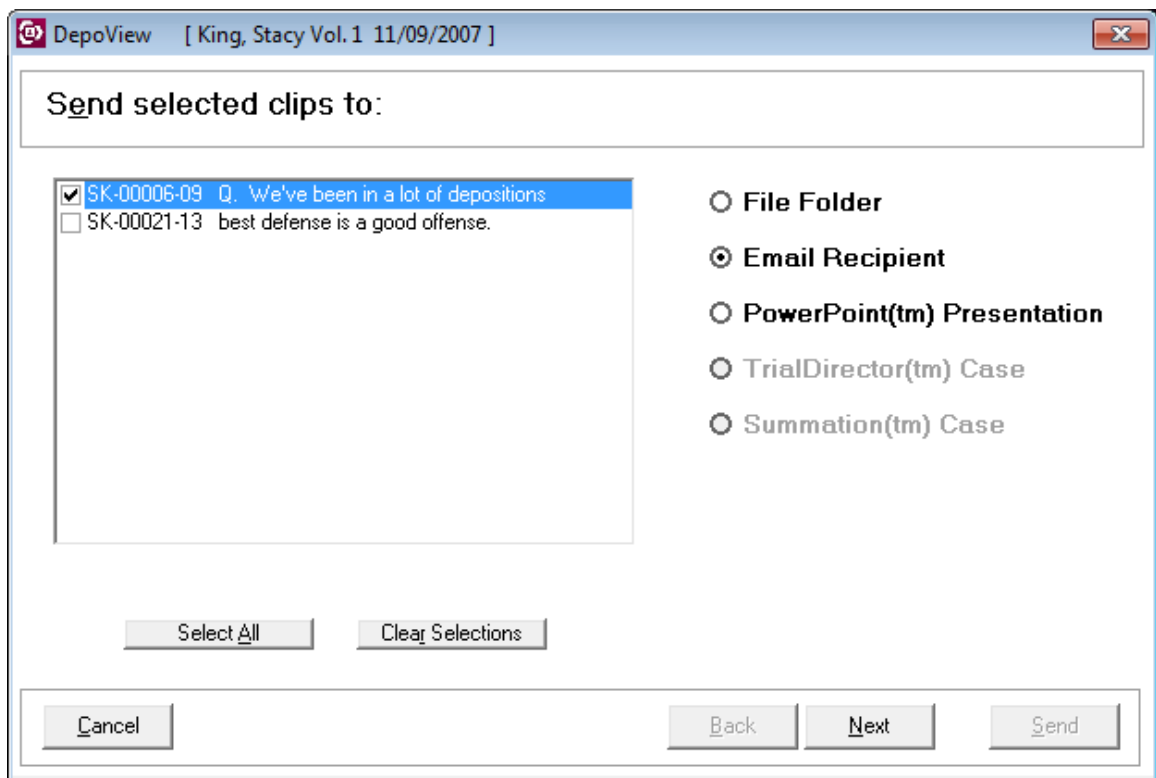 DepoView [ King, Stacy Vol. 1 11/09/2007 ]
Send selected clips to:
SK-00006-09 Q. We've been in a lot of depositions
SK-00021-13 best defense is a good offense.
File Folder
Email Recipient
PowerPoint(tm) Presentation
TrialDirector(tm) Case
Summation(tm) Case
Select All Clear Selections
Cancel Back Next Send